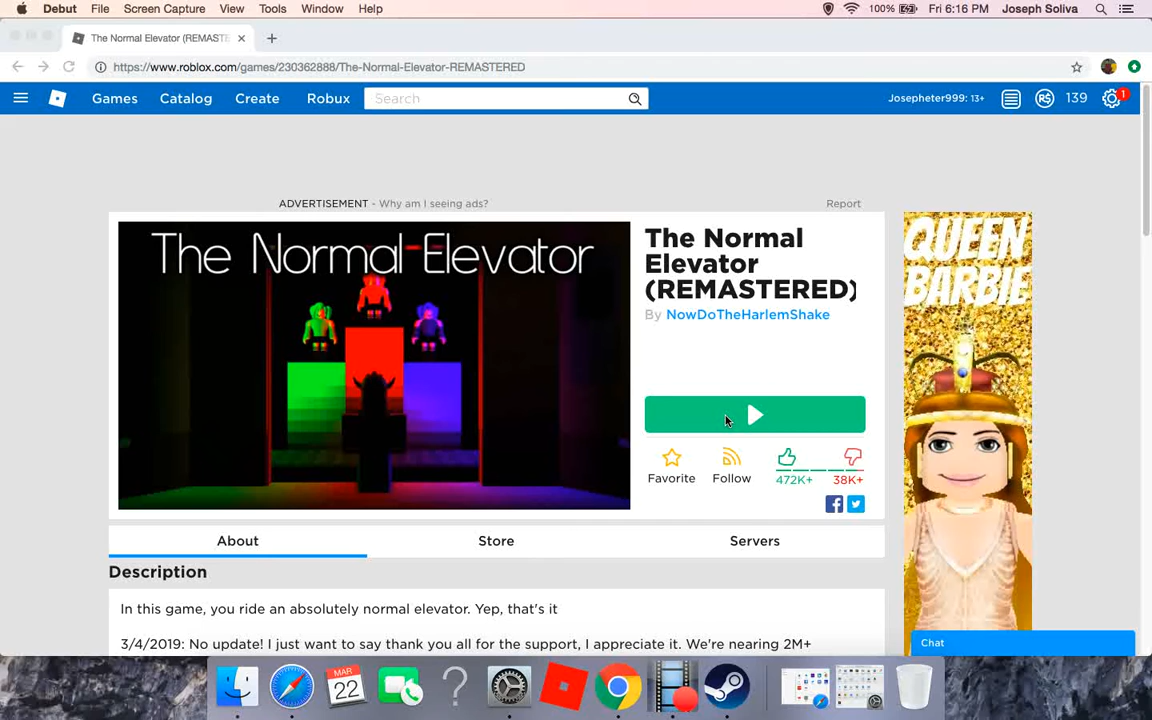 Debut File Screen Capture View Tools Window Help 100% Fri 6:16 PM Joseph Soliva
The Normal Elevator (REMASTE
https://www.roblox.com/games/230362888/The-Normal-Elevator-REMASTERED
Games Catalog Create Robux Search Josepheter999: 13+ R$ 139 1
ADVERTISEMENT - Why am I seeing ads? Report
The Normal Elevator
The Normal
Elevator
(REMASTERED)
By NowDoTheHarlemShake
Favorite Follow 472K+ 38K+
QUEEN
BARBIE
About Store Servers
Description
In this game, you ride an absolutely normal elevator. Yep, that's it
3/4/2019: No update! I just want to say thank you all for the support, I appreciate it. We're nearing 2M+
Chat
MAR
22